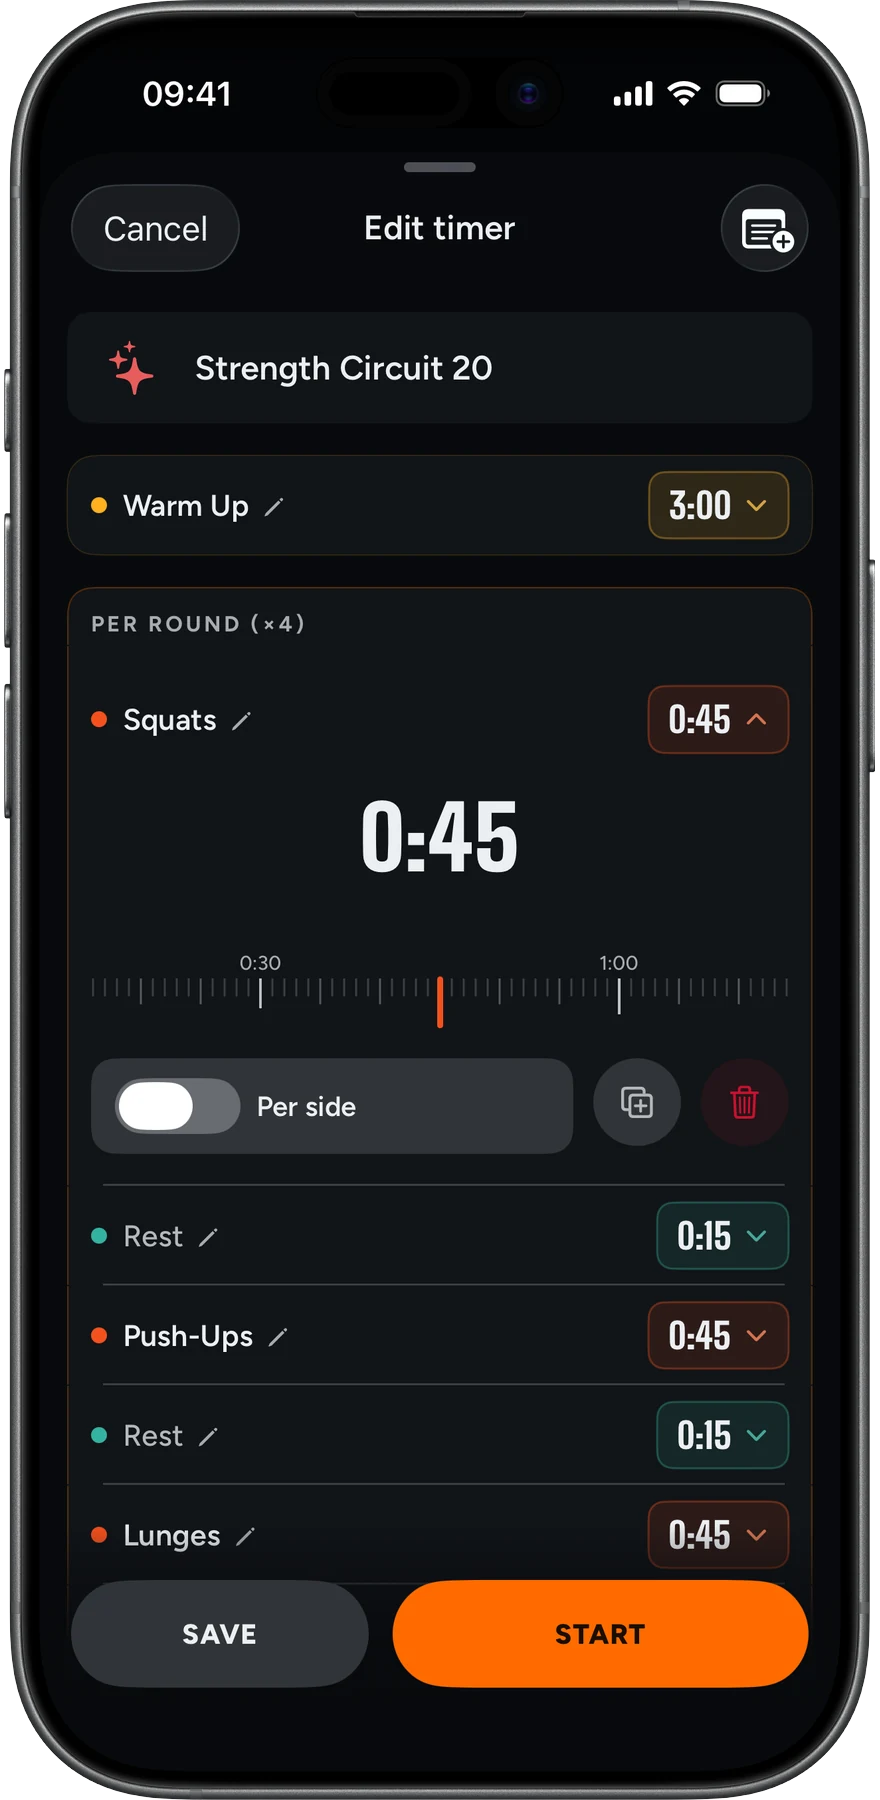 09:41
Cancel
Edit timer
Strength Circuit 20
Warm Up
3:00
PER ROUND (×4)
Squats
0:45
0:45
0:30
1:00
Per side
Rest
0:15
Push-Ups
0:45
Rest
0:15
Lunges
0:45
SAVE
START